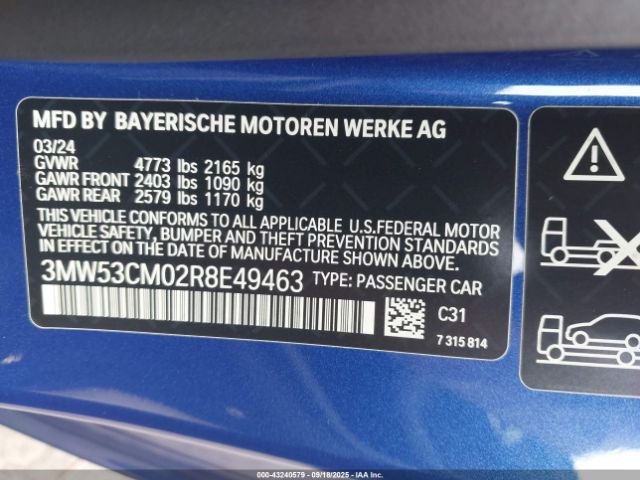 MFD BY BAYERISCHE MOTOREN WERKE AG
03/24
GVWR 4773 lbs 2165 kg
GAWR FRONT 2403 lbs 1090 kg
GAWR REAR 2579 lbs 1170 kg
THIS VEHICLE CONFORMS TO ALL APPLICABLE U.S.FEDERAL MOTOR
VEHICLE SAFETY, BUMPER AND THEFT PREVENTION STANDARDS
IN EFFECT ON THE DATE OF MANUFACTURE SHOWN ABOVE.
3MW53CM02R8E49463 TYPE: PASSENGER CAR
C31
7 315 814
000-43240579 - 09/18/2025 - IAA Inc.